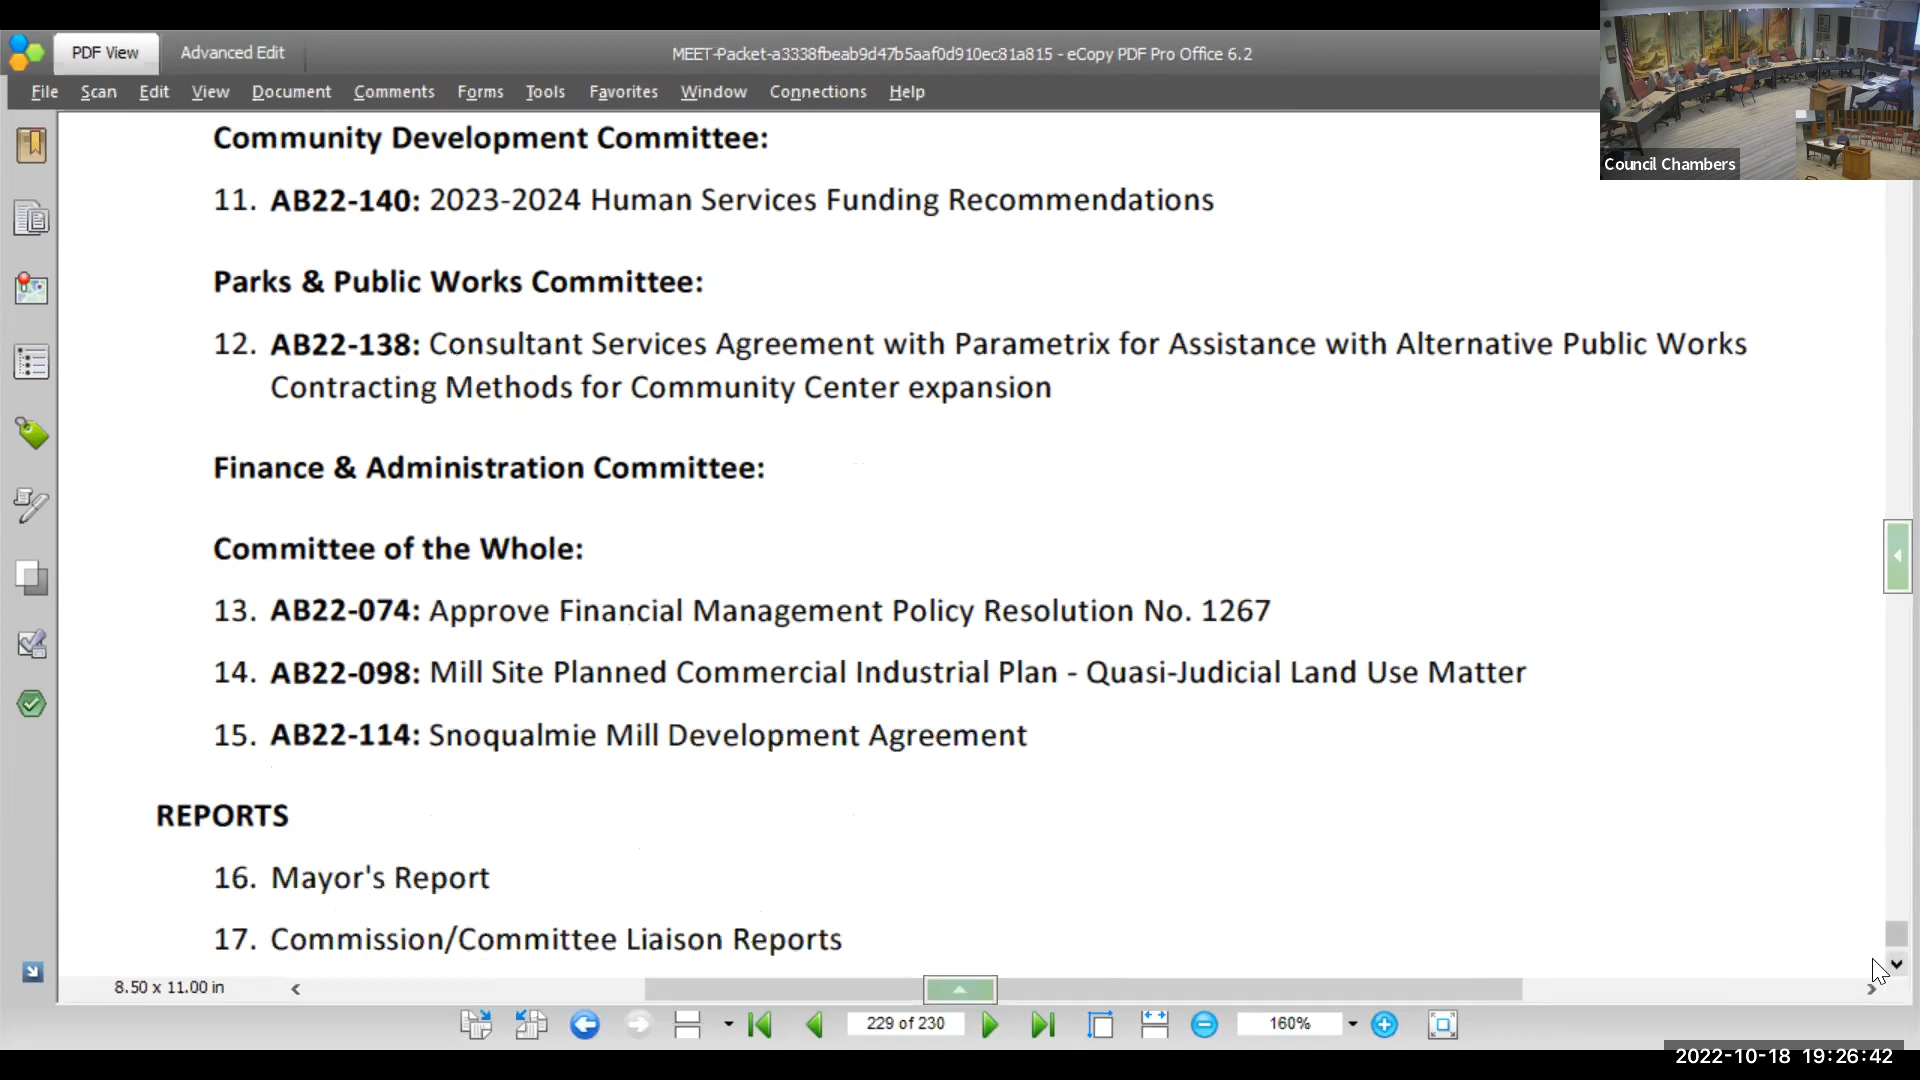 PDF View
Advanced Edit
MEET-Packet-a3338fbeab9d47b5aaf0d910ec81a815 - eCopy PDF Pro Office 6.2
File Scan Edit View Document Comments Forms Tools Favorites Window Connections Help
Council Chambers
Community Development Committee:
11. AB22-140: 2023-2024 Human Services Funding Recommendations
Parks & Public Works Committee:
12. AB22-138: Consultant Services Agreement with Parametrix for Assistance with Alternative Public Works
Contracting Methods for Community Center expansion
Finance & Administration Committee:
Committee of the Whole:
13. AB22-074: Approve Financial Management Policy Resolution No. 1267
14. AB22-098: Mill Site Planned Commercial Industrial Plan - Quasi-Judicial Land Use Matter
15. AB22-114: Snoqualmie Mill Development Agreement
REPORTS
16. Mayor's Report
17. Commission/Committee Liaison Reports
8.50 x 11.00 in
229 of 230
160%
2022-10-18 19:26:42